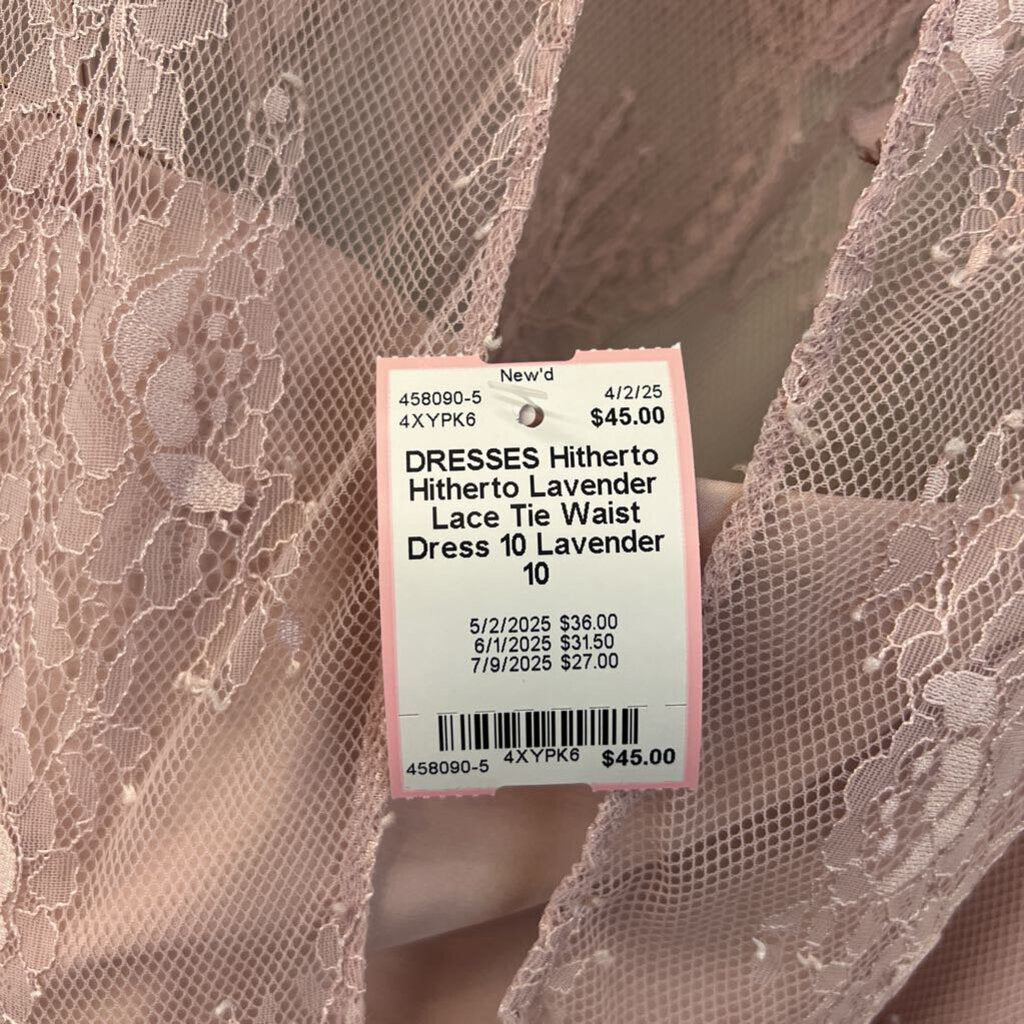 New'd
458090-5 4/2/25
4XYPK6 $45.00
DRESSES Hitherto
Hitherto Lavender
Lace Tie Waist
Dress 10 Lavender
10
5/2/2025 $36.00
6/1/2025 $31.50
7/9/2025 $27.00
458090-5 4XYPK6 $45.00